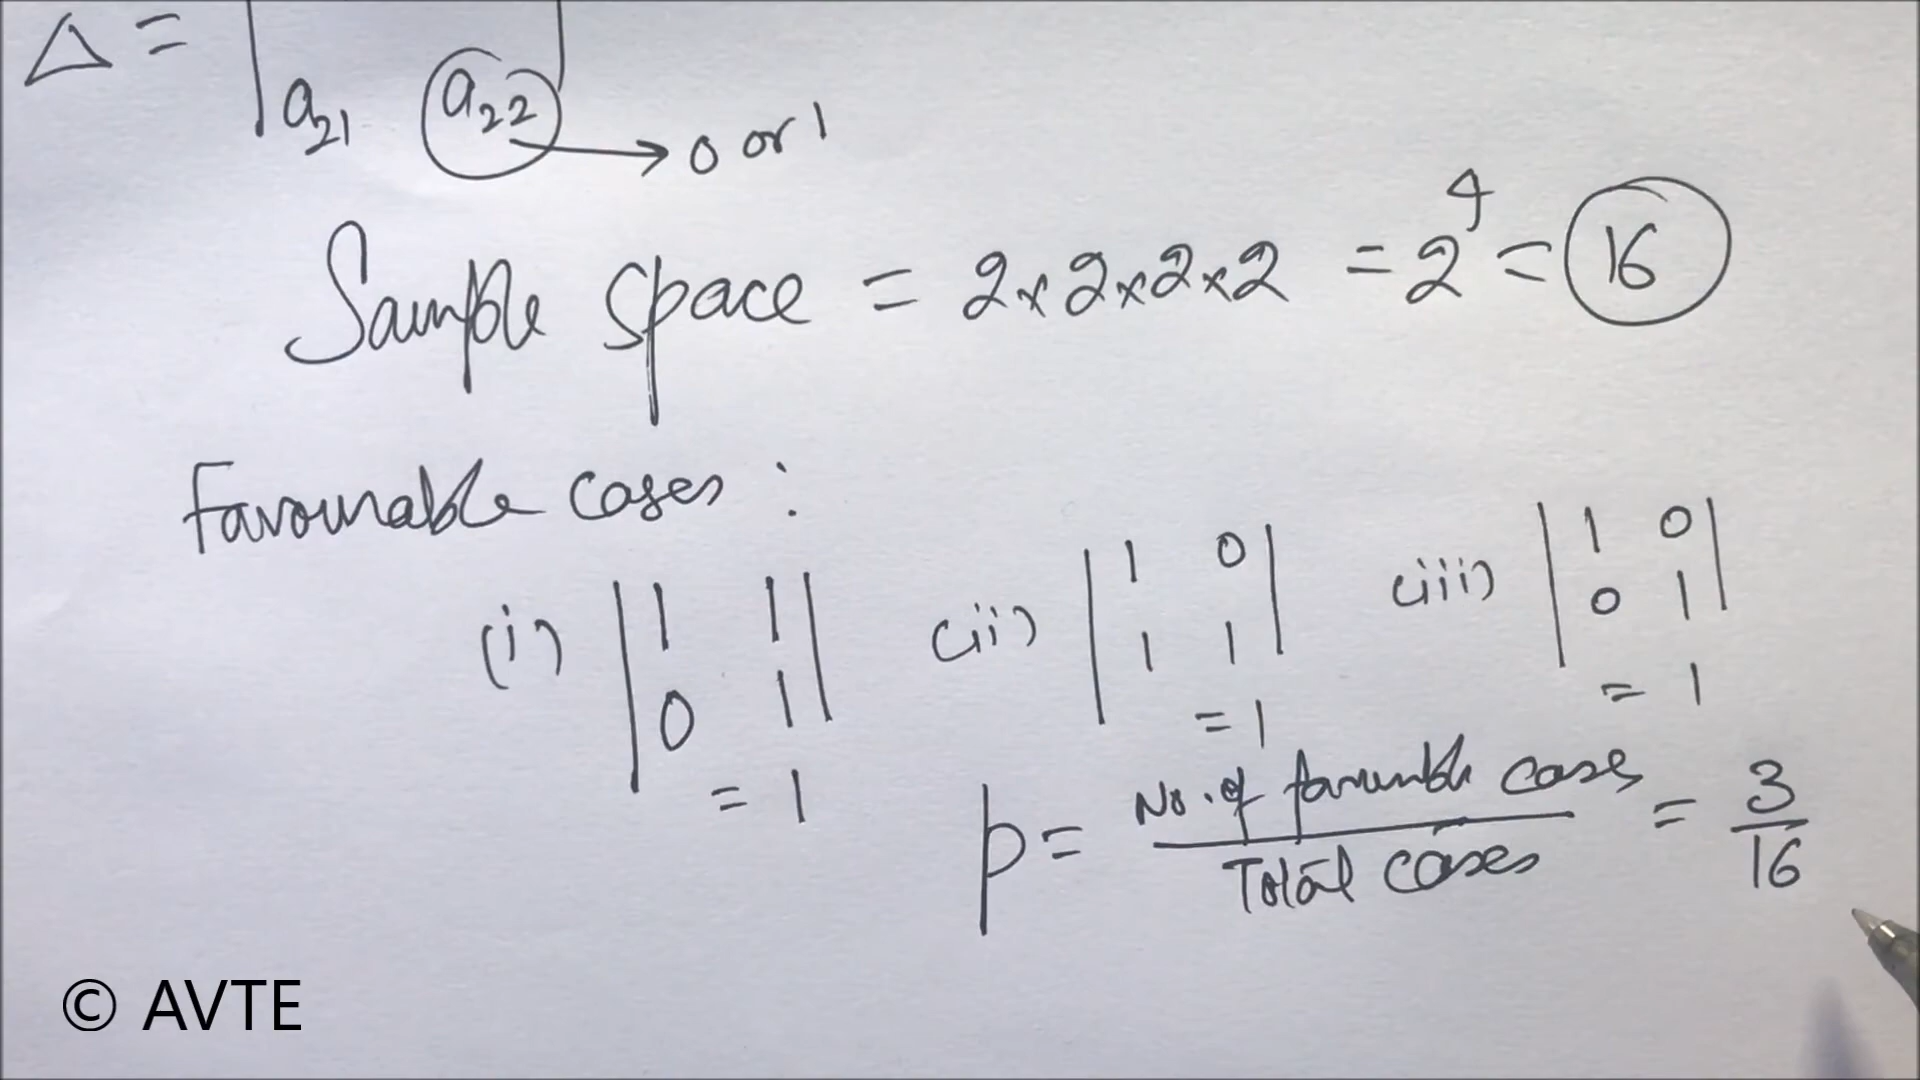 Δ = | a21 a22 |
→ 0 or 1
Sample space = 2×2×2×2 = 2^4 = 16
Favourable cases :
(i) | 1 1 |
| 0 1 |
= 1
(ii) | 1 0 |
| 1 1 |
= 1
(iii) | 1 0 |
| 0 1 |
= 1
p = No. of favourable cases / Total cases = 3/16
© AVTE